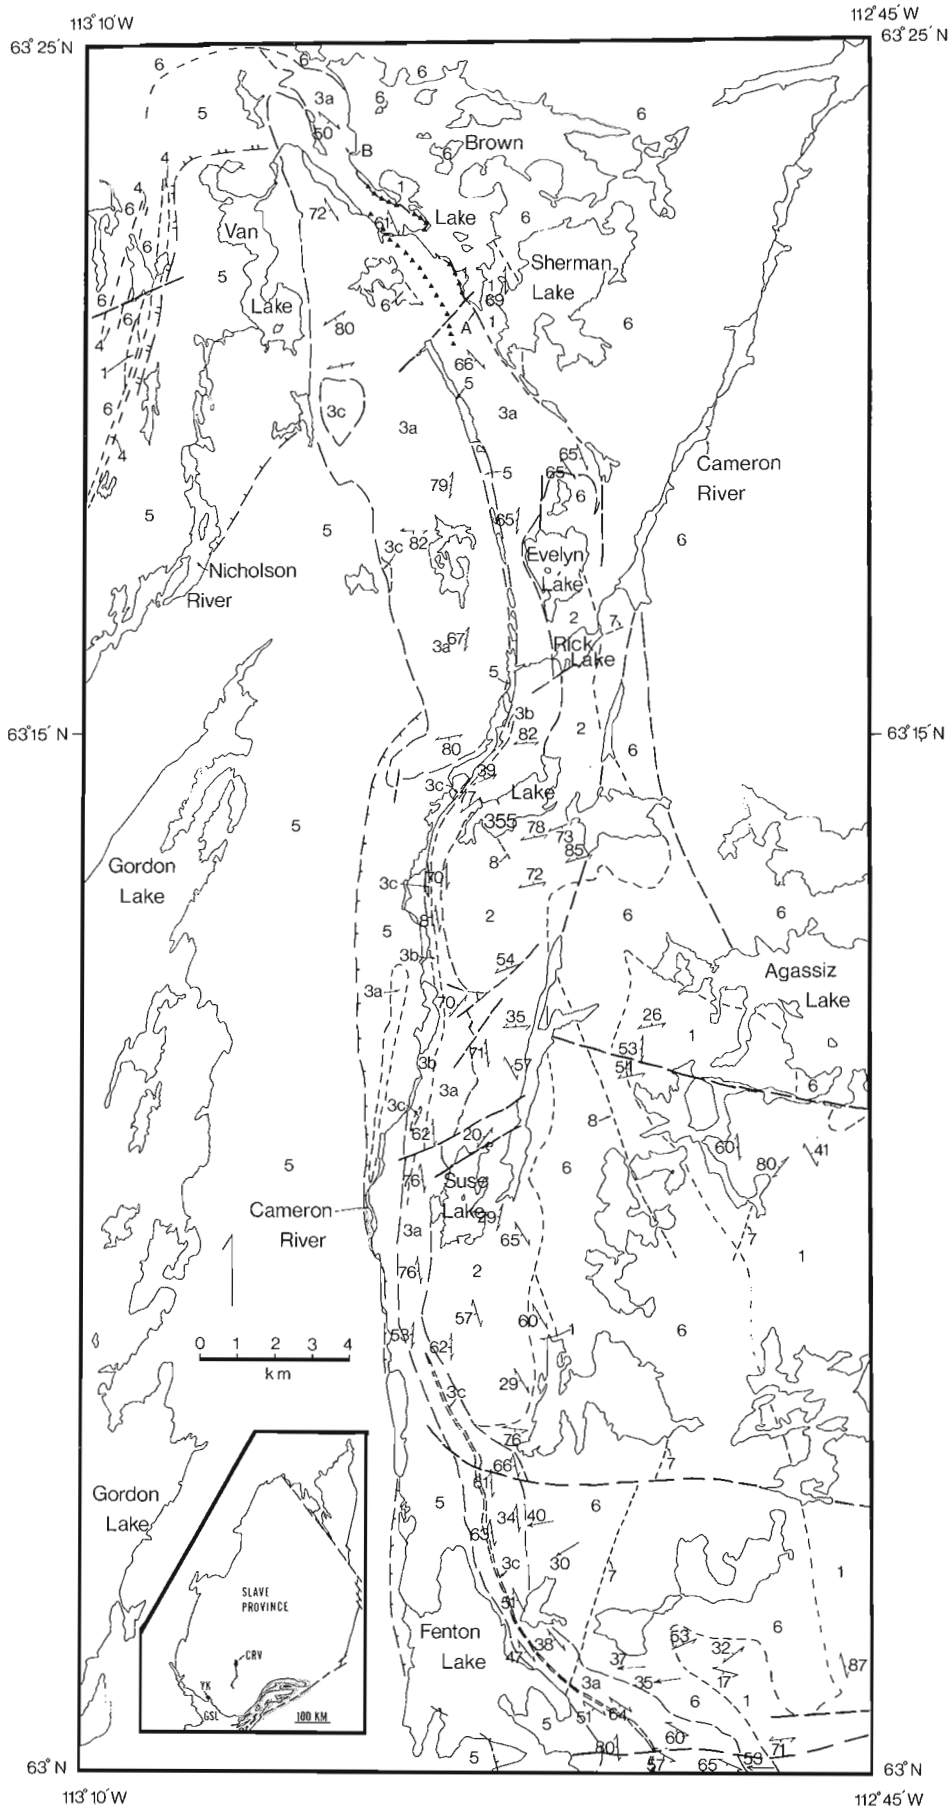 113°10'W
112°45'W
63°25'N
63°25'N
6
6
6
3a
6
5
6
50
Brown
6
B
4
4
1
72
61
Lake
6
6
Van
6
5
Sherman
Lake
1
69
6
Lake
6
6
1
6
80
A
4
66
1
5
3c
6
3a
3a
4
65
65
Cameron
River
79
5
6
5
65
5
3c
82
6
Evelyn
Lake
Nicholson
River
2
7
3a
67
Rick
Lake
5
3b
82
2
63°15'N
63°15'N
80
6
39
3c
77
Lake
5
355
78
73
85
8
Gordon
Lake
72
3c
70
8
2
6
6
5
3b
54
Agassiz
Lake
3a
70
35
26
1
53
51
3b
71
57
6
3a
3c
8
62
20
60
41
80
5
6
76
Suse
Lake
29
Cameron
River
3a
65
7
1
76
2
57
60
1
6
53
62
0 1 2 3 4
km
29
3c
76
66
7
61
Gordon
Lake
5
6
34
40
63
3c
30
1
7
SLAVE
PROVINCE
51
6
Fenton
Lake
38
53
32
CRV
47
37
87
35
17
YK
3a
6
1
GSL
100 KM
51
64
5
60
71
80
5
53
57
65
63°N
63°N
113°10'W
112°45'W